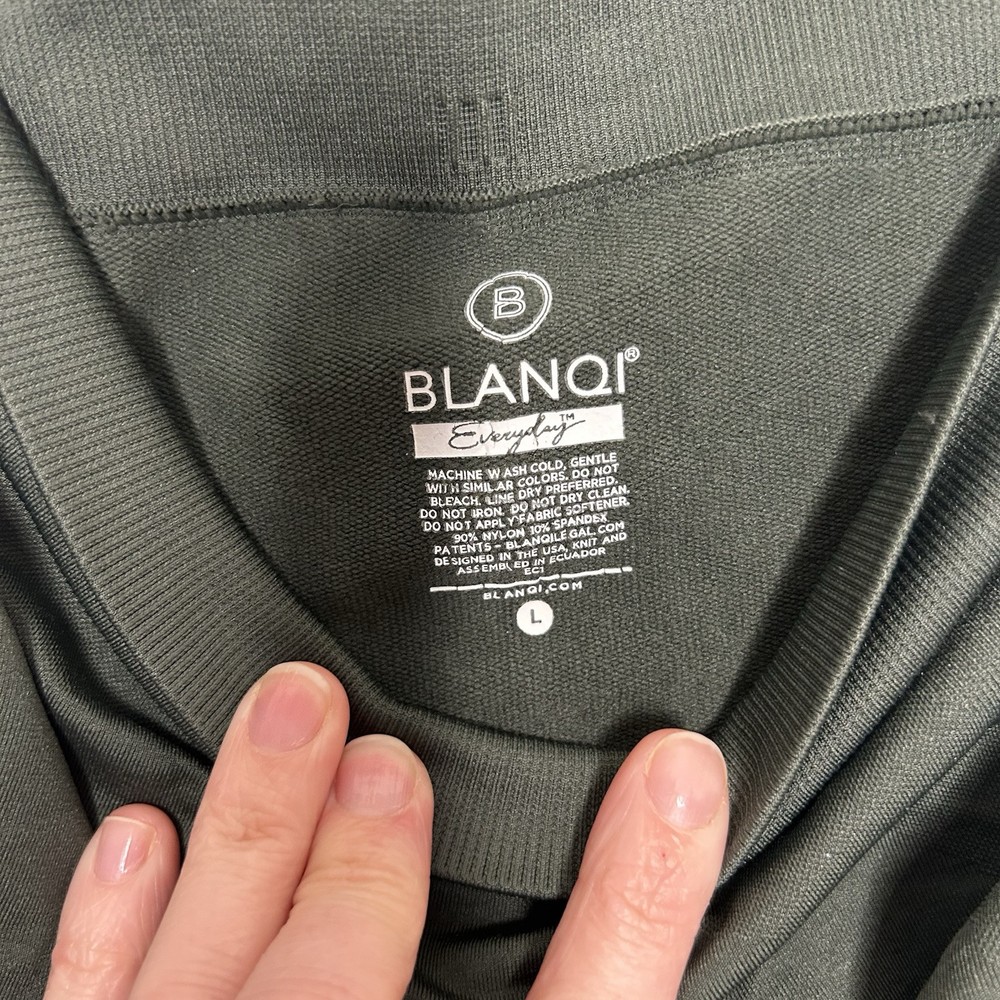 B
BLANQI®
Everyday™
MACHINE WASH COLD, GENTLE
WITH SIMILAR COLORS. DO NOT
BLEACH. LINE DRY PREFERRED.
DO NOT IRON. DO NOT DRY CLEAN.
DO NOT APPLY FABRIC SOFTENER.
90% NYLON 10% SPANDEX
PATENTS - BLANQILEGAL.COM
DESIGNED IN THE USA, KNIT AND
ASSEMBLED IN ECUADOR
EC1
BLANQI.COM
L